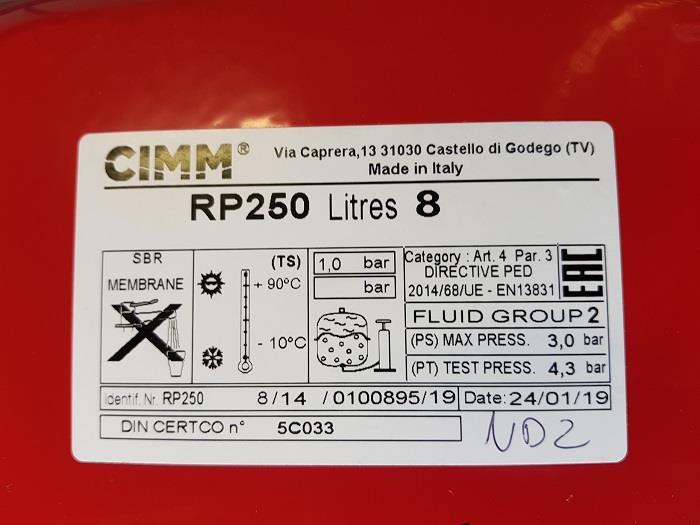 CIMM® Via Caprera,13 31030 Castello di Godego (TV)
Made in Italy
RP250 Litres 8
SBR
MEMBRANE
(TS)
+ 90°C
- 10°C
1,0 bar
bar
Category : Art. 4 Par. 3
DIRECTIVE PED
2014/68/UE - EN13831
EAC
FLUID GROUP 2
(PS) MAX PRESS. 3,0 bar
(PT) TEST PRESS. 4,3 bar
Identif. Nr. RP250 8/14 /0100895/19 Date: 24/01/19
DIN CERTCO n° 5C033
ND2